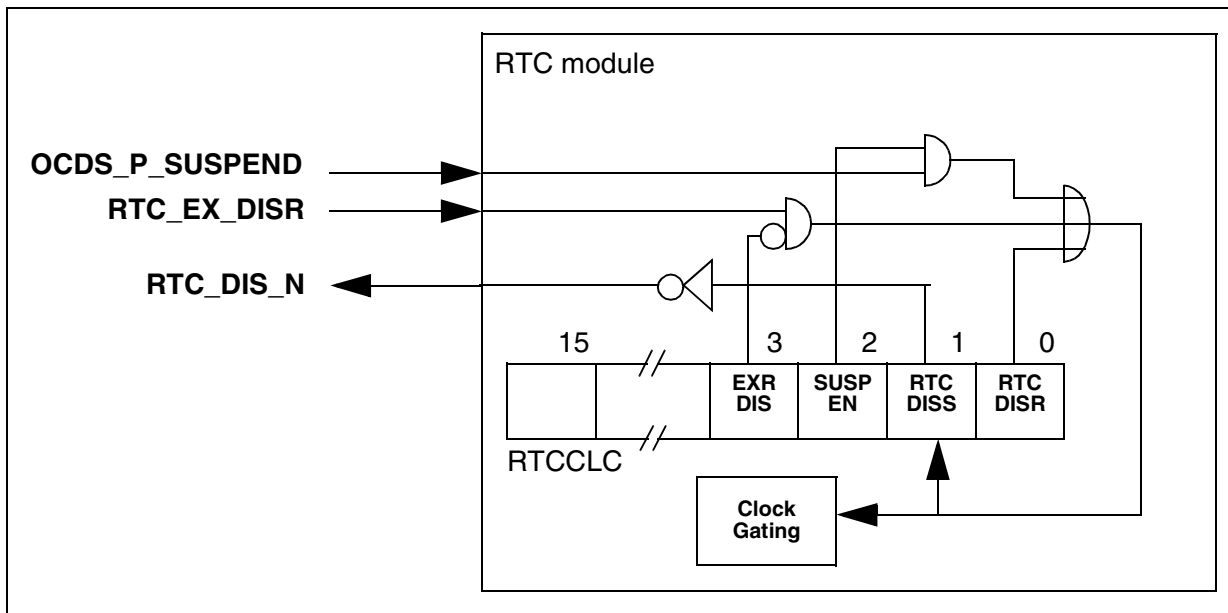 RTC module
OCDS_P_SUSPEND
RTC_EX_DISR
RTC_DIS_N
15 3 2 1 0
EXR DIS
SUSP EN
RTC DISS
RTC DISR
RTCCLC
Clock
Gating